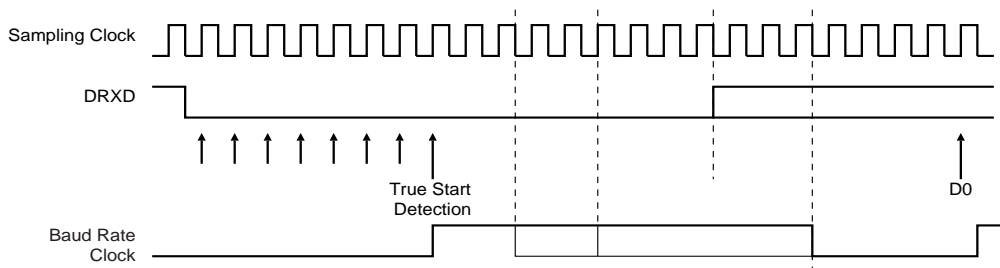 Sampling Clock
DRXD
True Start
Detection
D0
Baud Rate
Clock